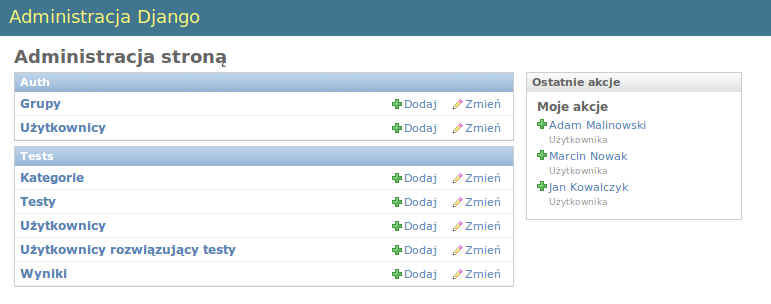 Administracja Django
Administracja stroną
Auth
Grupy Dodaj Zmień
Użytkownicy Dodaj Zmień
Tests
Kategorie Dodaj Zmień
Testy Dodaj Zmień
Użytkownicy Dodaj Zmień
Użytkownicy rozwiązujący testy Dodaj Zmień
Wyniki Dodaj Zmień
Ostatnie akcje
Moje akcje
Adam Malinowski
Użytkownika
Marcin Nowak
Użytkownika
Jan Kowalczyk
Użytkownika